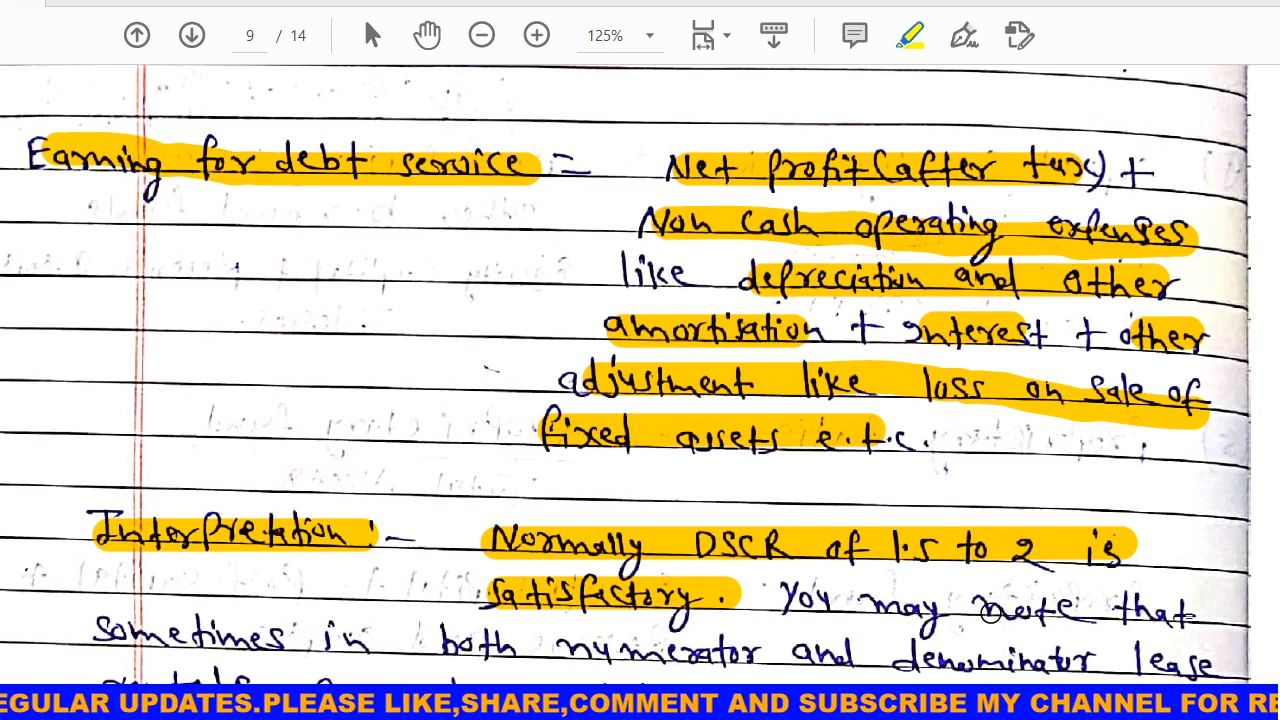 9 / 14 125%
Earning for debt service = Net profit (after tax) +
Non cash operating expenses
like depreciation and other
amortisation + interest + other
adjustment like loss on sale of
fixed assets e.t.c.
Interpretation :- Normally DSCR of 1.5 to 2 is
satisfactory. You may note that
sometimes in both numerator and denominator lease
EGULAR UPDATES.PLEASE LIKE,SHARE,COMMENT AND SUBSCRIBE MY CHANNEL FOR RE